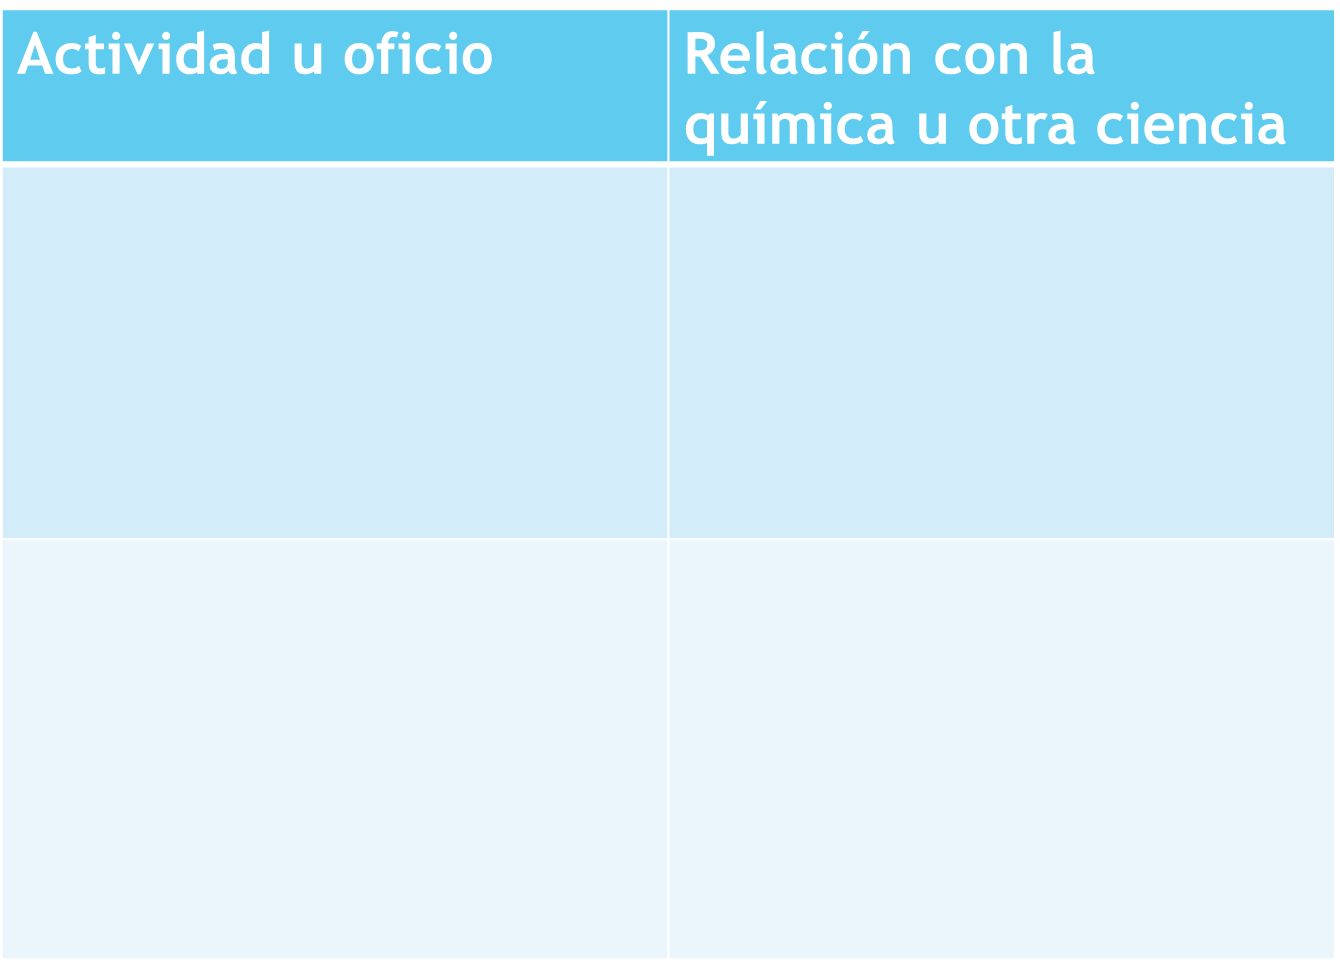 Actividad u oficio
Relación con la
química u otra ciencia